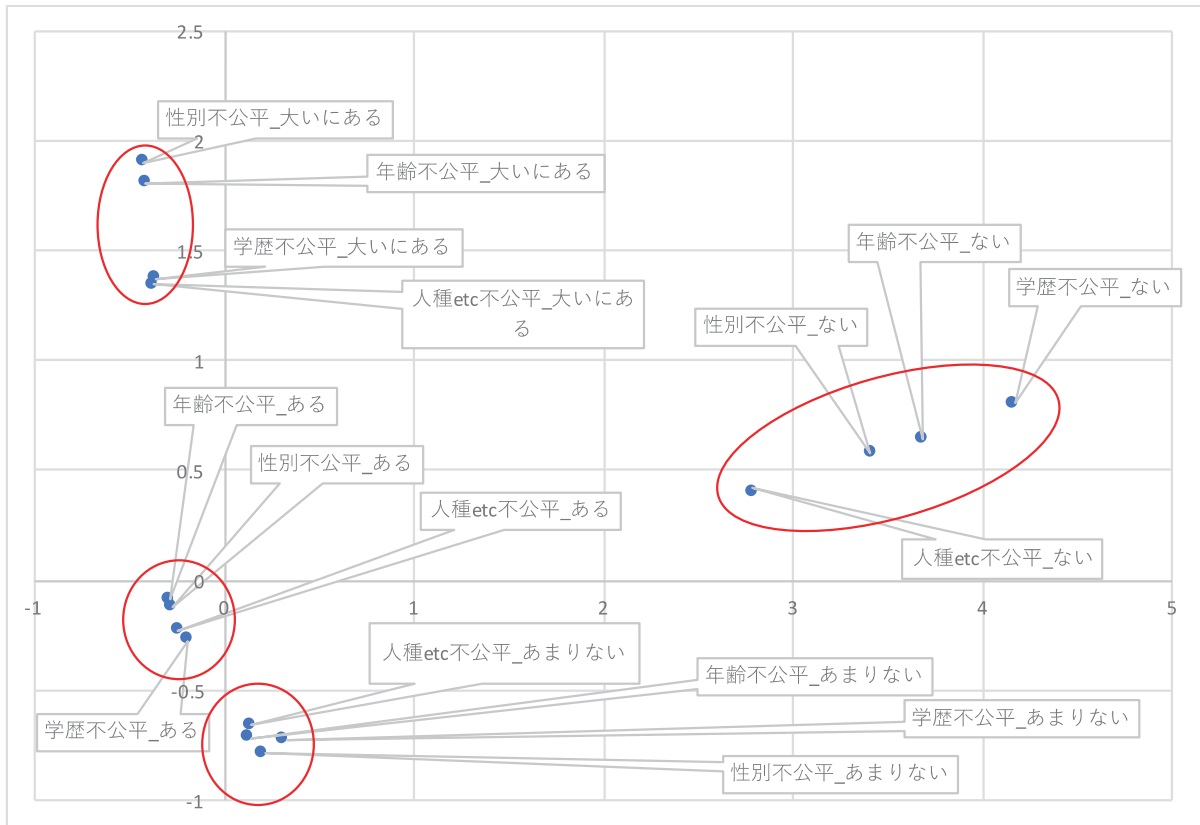 2.5
性別不公平_大いにある
2
年齢不公平_大いにある
学歴不公平_大いにある
1.5
年齢不公平_ない
学歴不公平_ない
人種etc不公平_大いにあ
る
性別不公平_ない
1
年齢不公平_ある
性別不公平_ある
0.5
人種etc不公平_ある
人種etc不公平_ない
0
-1
0
1
2
3
4
5
人種etc不公平_あまりない
年齢不公平_あまりない
-0.5
学歴不公平_ある
学歴不公平_あまりない
性別不公平_あまりない
-1